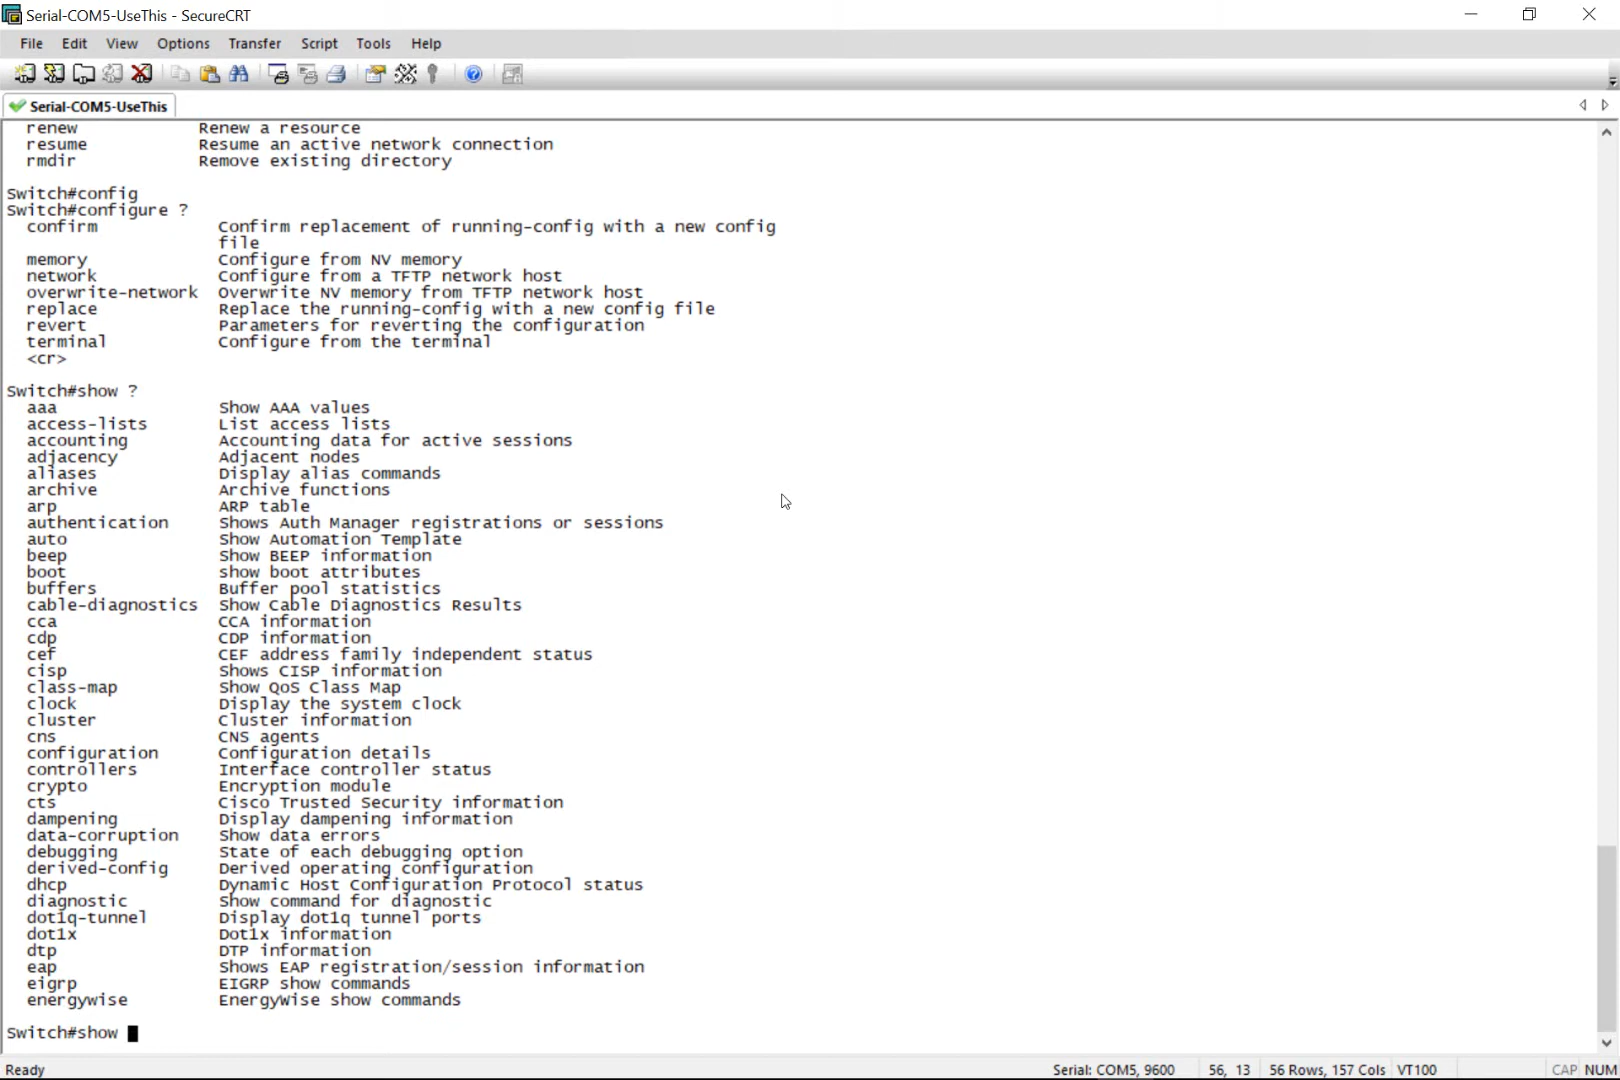 Serial-COM5-UseThis - SecureCRT
File Edit View Options Transfer Script Tools Help
Serial-COM5-UseThis
renew Renew a resource
resume Resume an active network connection
rmdir Remove existing directory
Switch#config
Switch#configure ?
confirm Confirm replacement of running-config with a new config
file
memory Configure from NV memory
network Configure from a TFTP network host
overwrite-network Overwrite NV memory from TFTP network host
replace Replace the running-config with a new config file
revert Parameters for reverting the configuration
terminal Configure from the terminal
<cr>
Switch#show ?
aaa Show AAA values
access-lists List access lists
accounting Accounting data for active sessions
adjacency Adjacent nodes
aliases Display alias commands
archive Archive functions
arp ARP table
authentication Shows Auth Manager registrations or sessions
auto Show Automation Template
beep Show BEEP information
boot show boot attributes
buffers Buffer pool statistics
cable-diagnostics Show Cable Diagnostics Results
cca CCA information
cdp CDP information
cef CEF address family independent status
cisp Shows CISP information
class-map Show QoS Class Map
clock Display the system clock
cluster Cluster information
cns CNS agents
configuration Configuration details
controllers Interface controller status
crypto Encryption module
cts Cisco Trusted Security information
dampening Display dampening information
data-corruption Show data errors
debugging State of each debugging option
derived-config Derived operating configuration
dhcp Dynamic Host Configuration Protocol status
diagnostic Show command for diagnostic
dot1q-tunnel Display dot1q tunnel ports
dot1x Dot1x information
dtp DTP information
eap Shows EAP registration/session information
eigrp EIGRP show commands
energywise EnergyWise show commands
Switch#show
Ready Serial: COM5, 9600 56, 13 56 Rows, 157 Cols VT100 CAP NUM